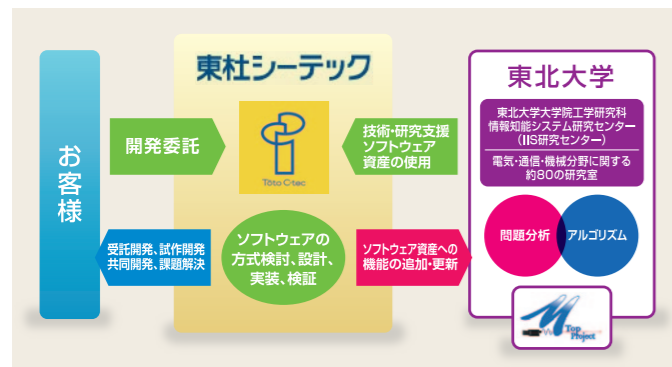 お客様
東杜シーテック
Tōto Ctec
開発委託
技術・研究支援
ソフトウェア
資産の使用
受託開発、試作開発
共同開発、課題解決
ソフトウェアの
方式検討、設計、
実装、検証
ソフトウェア資産への
機能の追加・更新
東北大学
東北大学大学院工学研究科
情報知能システム研究センター
(IIS研究センター)
電気・通信・機械分野に関する
約80の研究室
問題分析
アルゴリズム
Top
Project